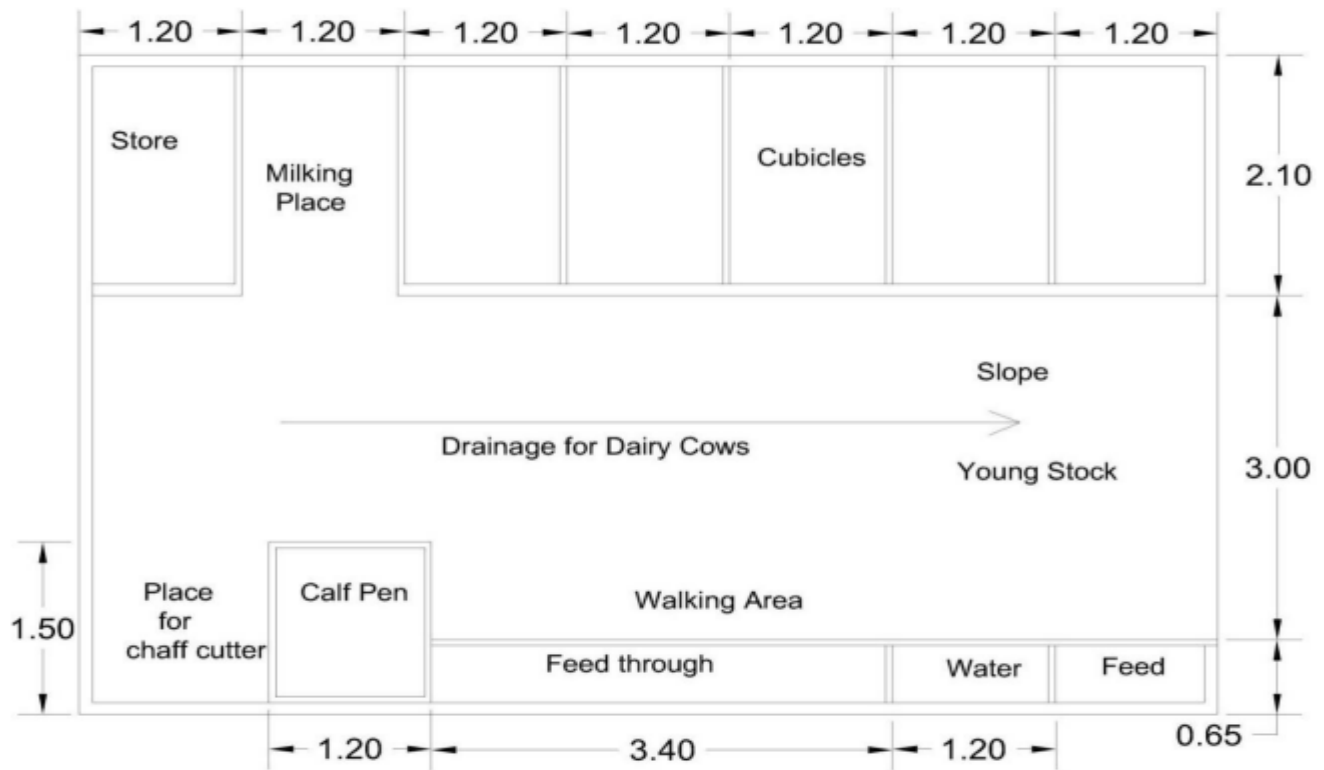 1.20 1.20 1.20 1.20 1.20 1.20 1.20
Store
Milking
Place
Cubicles
2.10
Slope
Drainage for Dairy Cows
Young Stock
3.00
1.50
Place
for
chaff cutter
Calf Pen
Walking Area
Feed through
Water
Feed
0.65
1.20 3.40 1.20